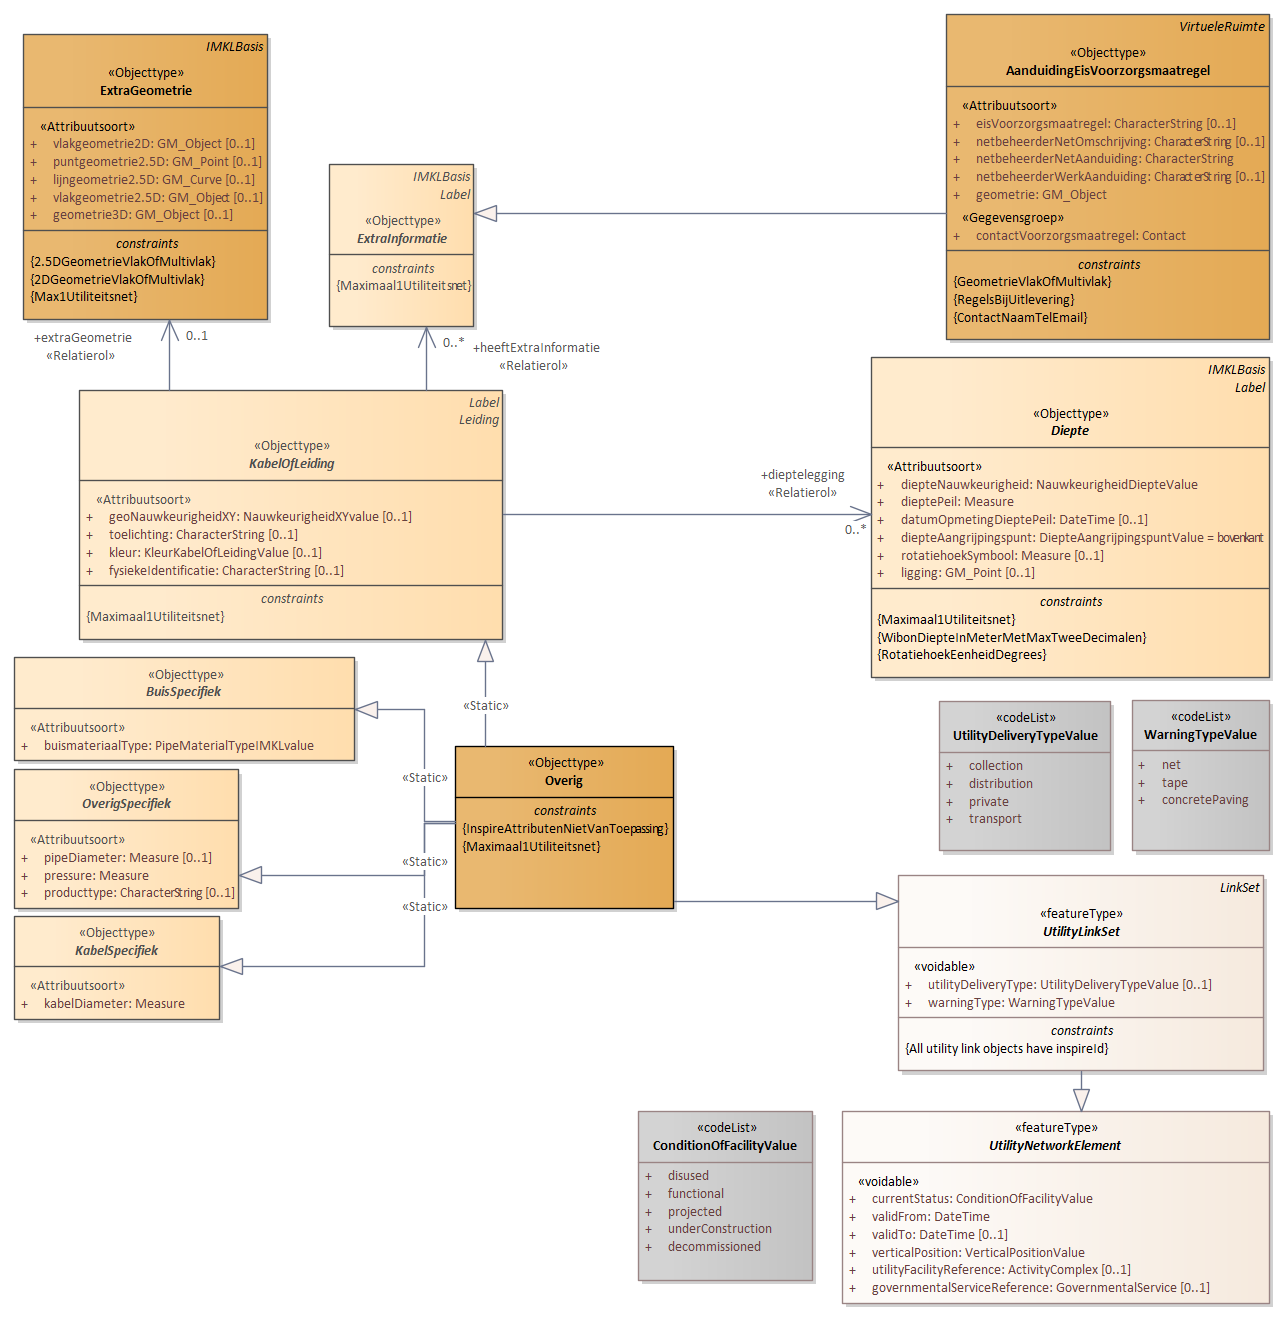 IMKLBasis
«Objecttype»
ExtraGeometrie
«Attribuutsoort»
+ vlakgeometrie2D: GM_Object [0..1]
+ puntgeometrie2.5D: GM_Point [0..1]
+ lijngeometrie2.5D: GM_Curve [0..1]
+ vlakgeometrie2.5D: GM_Object [0..1]
+ geometrie3D: GM_Object [0..1]
constraints
{2.5DGeometrieVlakOfMultivlak}
{2DGeometrieVlakOfMultivlak}
{Max1Utiliteitsnet}
IMKLBasis
Label
«Objecttype»
ExtraInformatie
constraints
{Maximaal1Utiliteitsnet}
VirtueleRuimte
«Objecttype»
AanduidingEisVoorzorgsmaatregel
«Attribuutsoort»
+ eisVoorzorgsmaatregel: CharacterString [0..1]
+ netbeheerderNetOmschrijving: CharacterString [0..1]
+ netbeheerderNetAanduiding: CharacterString
+ netbeheerderWerkAanduiding: CharacterString [0..1]
+ geometrie: GM_Object
«Gegevensgroep»
+ contactVoorzorgsmaatregel: Contact
constraints
{GeometrieVlakOfMultivlak}
{RegelsBijUitlevering}
{ContactNaamTelEmail}
+extraGeometrie
«Relatierol»
0..1
0..*
+heeftExtraInformatie
«Relatierol»
Label
Leiding
«Objecttype»
KabelOfLeiding
«Attribuutsoort»
+ geoNauwkeurigheidXY: NauwkeurigheidXYvalue [0..1]
+ toelichting: CharacterString [0..1]
+ kleur: KleurKabelOfLeidingValue [0..1]
+ fysiekeIdentificatie: CharacterString [0..1]
constraints
{Maximaal1Utiliteitsnet}
+dieptelegging
«Relatierol»
0..*
IMKLBasis
Label
«Objecttype»
Diepte
«Attribuutsoort»
+ diepteNauwkeurigheid: NauwkeurigheidDiepteValue
+ dieptePeil: Measure
+ datumOpmetingDieptePeil: DateTime [0..1]
+ diepteAangrijpingspunt: DiepteAangrijpingspuntValue = bovenkant
+ rotatiehoekSymbool: Measure [0..1]
+ ligging: GM_Point [0..1]
constraints
{Maximaal1Utiliteitsnet}
{WibonDiepteInMeterMetMaxTweeDecimalen}
{RotatiehoekEenheidDegrees}
«Objecttype»
BuisSpecifiek
«Attribuutsoort»
+ buismateriaalType: PipeMaterialTypeIMKLvalue
«Objecttype»
OverigSpecifiek
«Attribuutsoort»
+ pipeDiameter: Measure [0..1]
+ pressure: Measure
+ producttype: CharacterString [0..1]
«Objecttype»
KabelSpecifiek
«Attribuutsoort»
+ kabelDiameter: Measure
«Static»
«Static»
«Static»
«Static»
«Objecttype»
Overig
constraints
{InspireAttributenNietVanToepassing}
{Maximaal1Utiliteitsnet}
«codeList»
UtilityDeliveryTypeValue
+ collection
+ distribution
+ private
+ transport
«codeList»
WarningTypeValue
+ net
+ tape
+ concretePaving
LinkSet
«featureType»
UtilityLinkSet
«voidable»
+ utilityDeliveryType: UtilityDeliveryTypeValue [0..1]
+ warningType: WarningTypeValue
constraints
{All utility link objects have inspireId}
«codeList»
ConditionOfFacilityValue
+ disused
+ functional
+ projected
+ underConstruction
+ decommissioned
«featureType»
UtilityNetworkElement
«voidable»
+ currentStatus: ConditionOfFacilityValue
+ validFrom: DateTime
+ validTo: DateTime [0..1]
+ verticalPosition: VerticalPositionValue
+ utilityFacilityReference: ActivityComplex [0..1]
+ governmentalServiceReference: GovernmentalService [0..1]